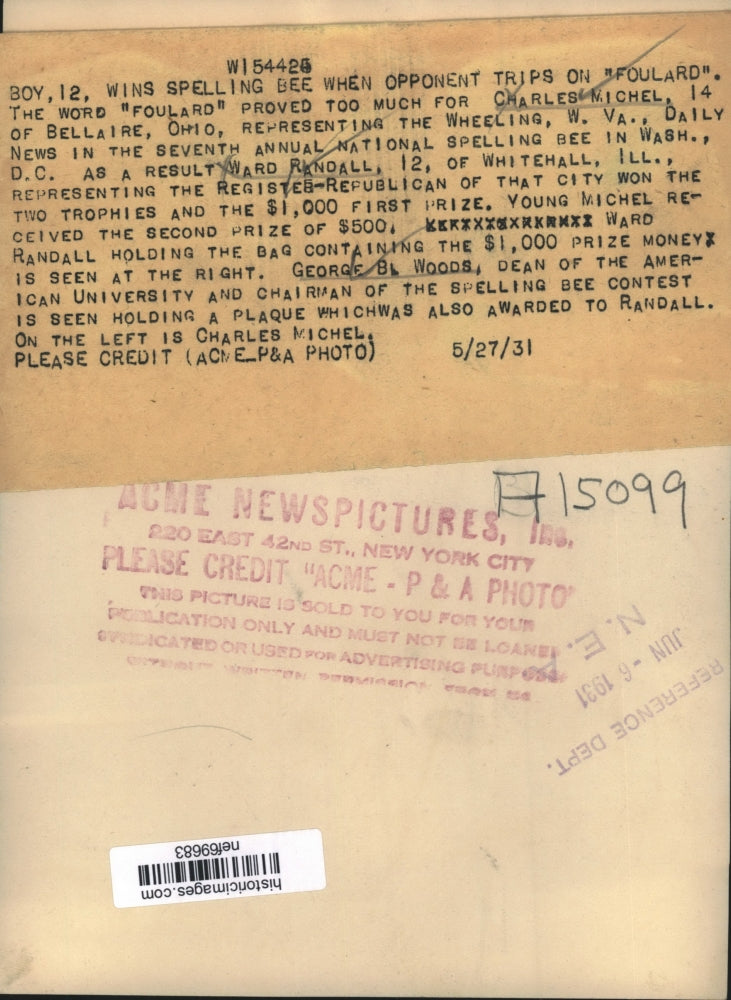 W154426
BOY, 12, WINS SPELLING BEE WHEN OPPONENT TRIPS ON "FOULARD".
THE WORD "FOULARD" PROVED TOO MUCH FOR CHARLES MICHEL, 14
OF BELLAIRE, OHIO, REPRESENTING THE WHEELING, W. VA., DAILY
NEWS IN THE SEVENTH ANNUAL NATIONAL SPELLING BEE IN WASH.,
D.C. AS A RESULT WARD RANDALL, 12, OF WHITEHALL, ILL.,
REPRESENTING THE REGISTER-REPUBLICAN OF THAT CITY WON THE
TWO TROPHIES AND THE $1,000 FIRST PRIZE. YOUNG MICHEL RE-
CEIVED THE SECOND PRIZE OF $500. WARD
RANDALL HOLDING THE BAG CONTAINING THE $1,000 PRIZE MONEY
IS SEEN AT THE RIGHT. GEORGE B. WOODS, DEAN OF THE AMER-
ICAN UNIVERSITY AND CHAIRMAN OF THE SPELLING BEE CONTEST
IS SEEN HOLDING A PLAQUE WHICHWAS ALSO AWARDED TO RANDALL.
ON THE LEFT IS CHARLES MICHEL.
PLEASE CREDIT (ACME-P&A PHOTO) 5/27/31
15099
ACME NEWSPICTURES, INC.
220 EAST 42ND ST., NEW YORK CITY
PLEASE CREDIT "ACME - P & A PHOTO"
THIS PICTURE IS SOLD TO YOU FOR YOUR
PUBLICATION ONLY AND MUST NOT BE LOANED
SYNDICATED OR USED FOR ADVERTISING PURPOSES
WITHOUT WRITTEN PERMISSION FROM US
REFERENCE DEPT.
JUN - 6 1931
N. E. A.
historicimages.com
nef69683